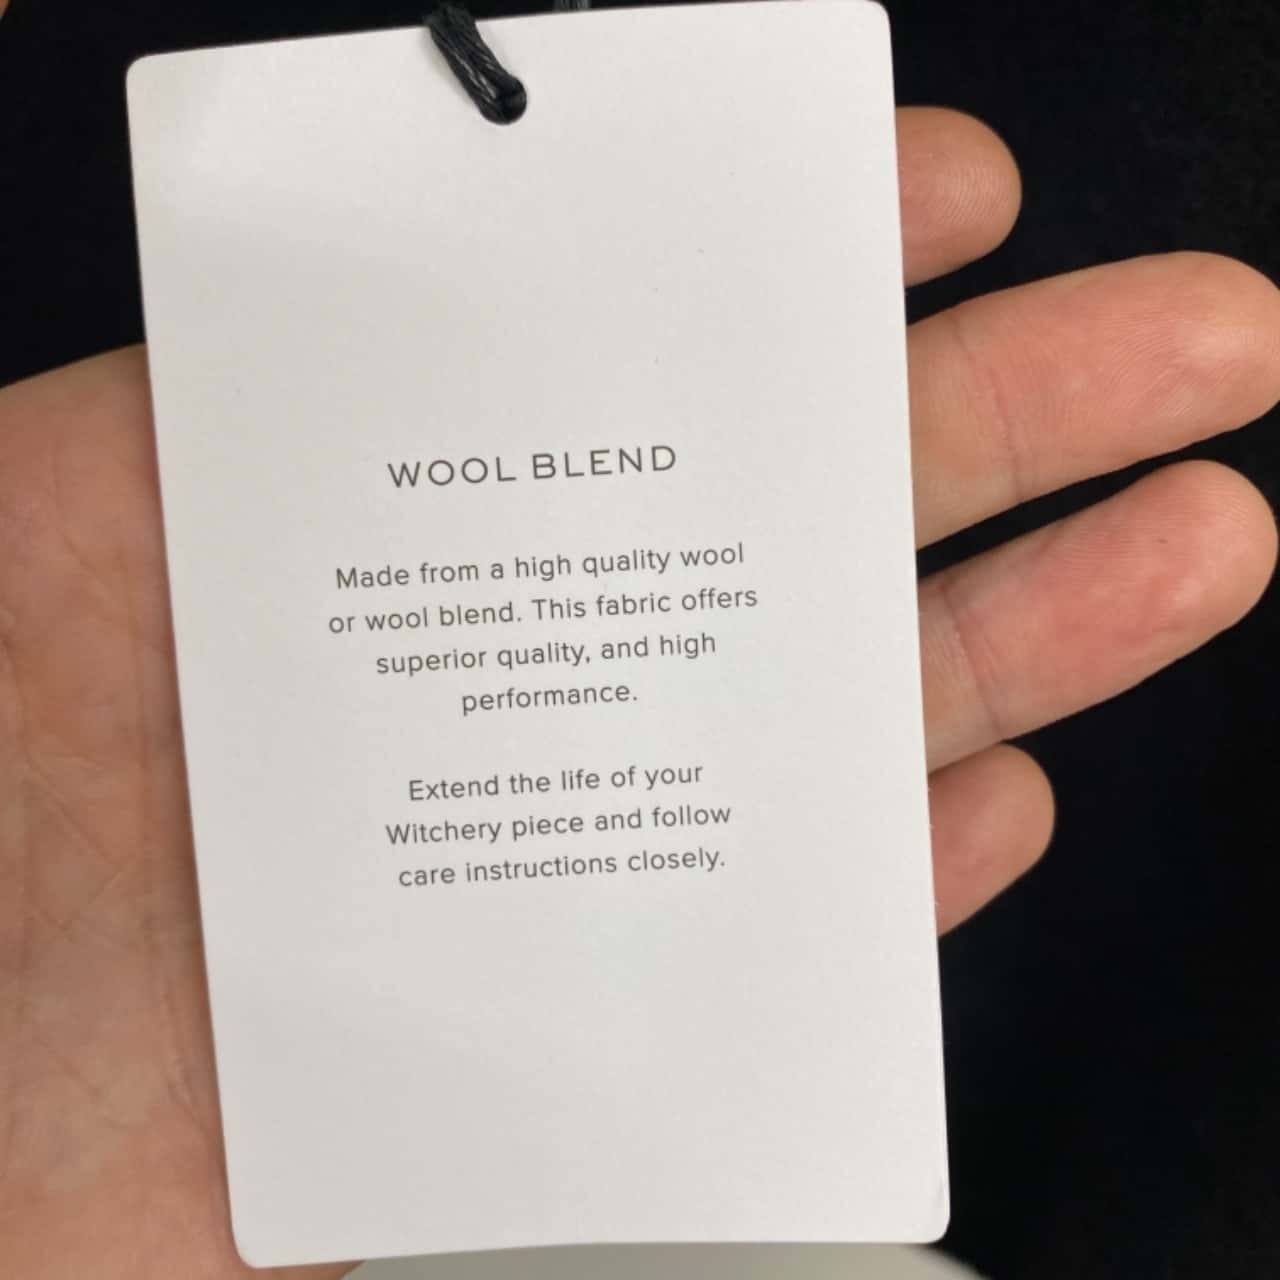 WOOL BLEND
Made from a high quality wool
or wool blend. This fabric offers
superior quality, and high
performance.
Extend the life of your
Witchery piece and follow
care instructions closely.